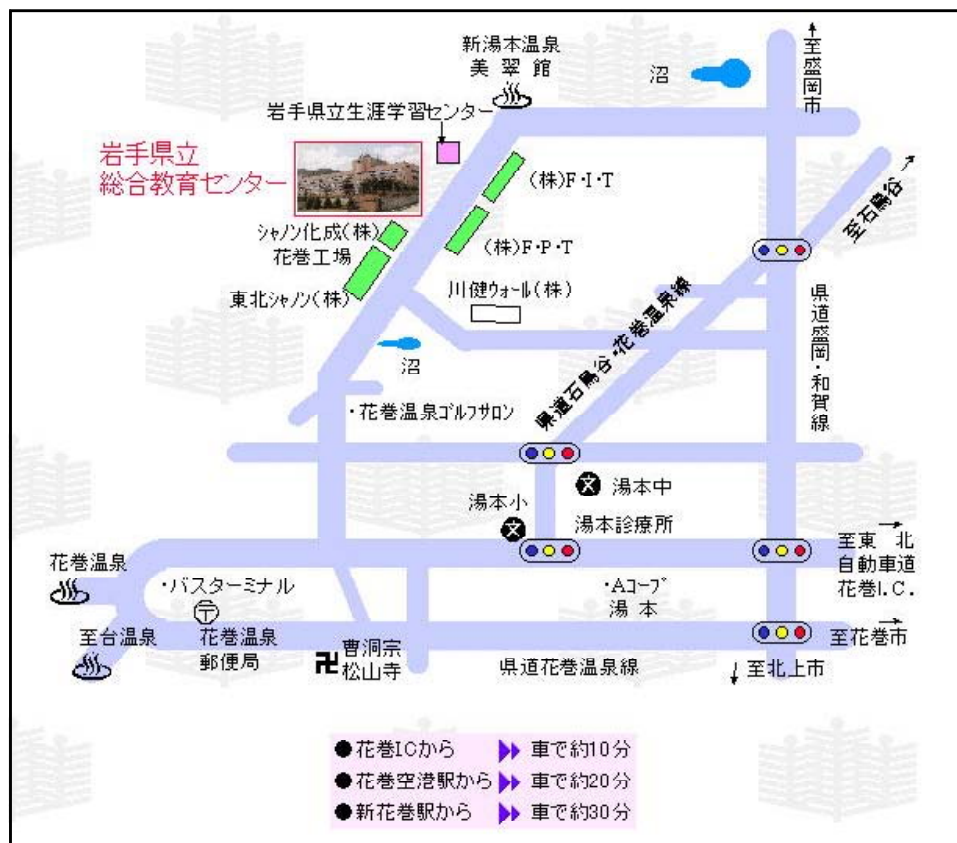 新湯本温泉
美翠館
沼
至盛岡市
岩手県立生涯学習センター
岩手県立
総合教育センター
(株)F・I・T
至石鳥谷
シャノン化成(株)
花巻工場
(株)F・P・T
東北シャノン(株)
川健ウォール(株)
県道石鳥谷・花巻温泉線
県道盛岡・和賀線
沼
・花巻温泉ゴルフサロン
湯本中
湯本小
湯本診療所
花巻温泉
・バスターミナル
・Aコープ
湯本
至東北
自動車道
花巻I.C.
至台温泉
花巻温泉
郵便局
曹洞宗
松山寺
県道花巻温泉線
至花巻市
至北上市
●花巻ICから 車で約10分
●花巻空港駅から 車で約20分
●新花巻駅から 車で約30分